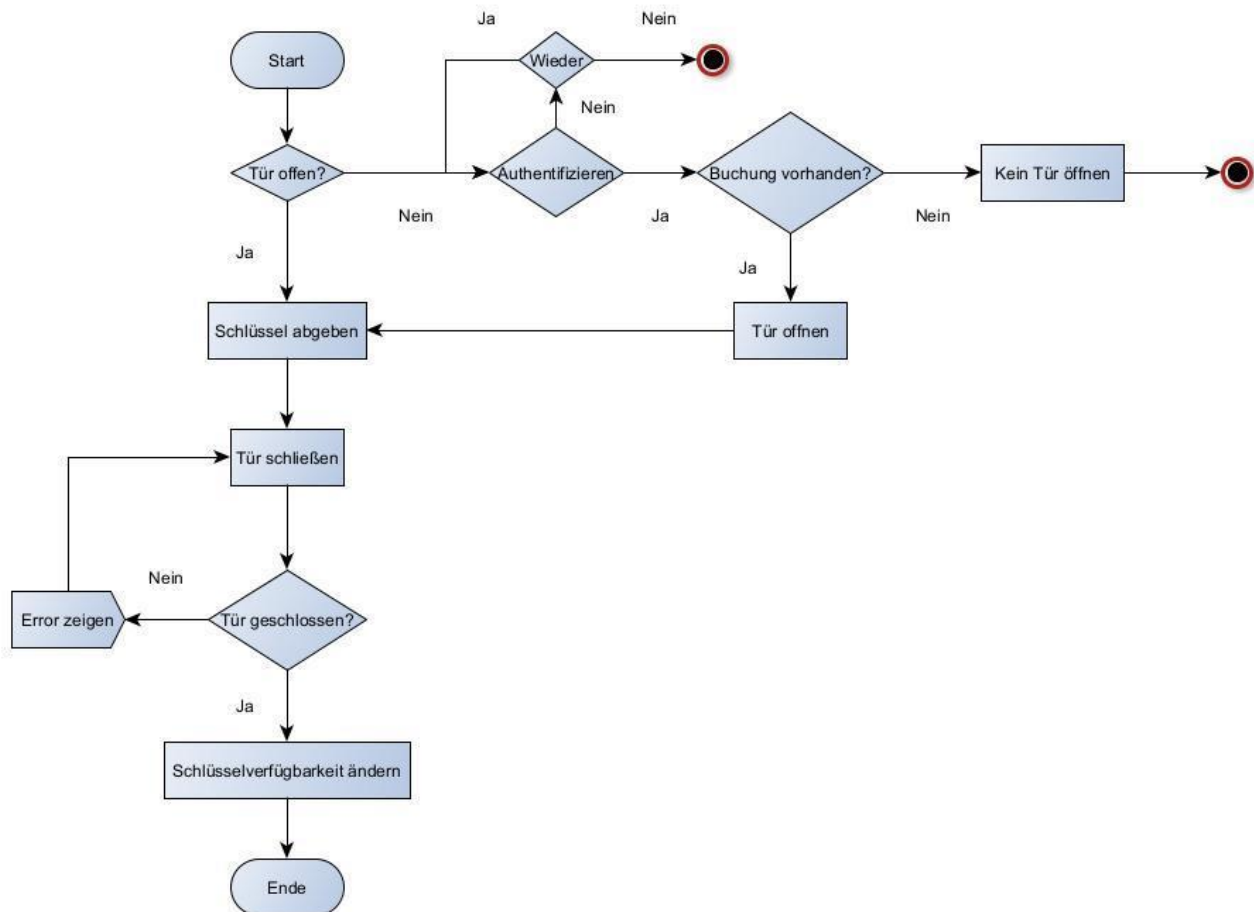 Ja
Nein
Start
Wieder
Nein
Tür offen?
Authentifizieren
Buchung vorhanden?
Kein Tür öffnen
Nein
Ja
Nein
Ja
Ja
Schlüssel abgeben
Tür offnen
Tür schließen
Nein
Error zeigen
Tür geschlossen?
Ja
Schlüsselverfügbarkeit ändern
Ende